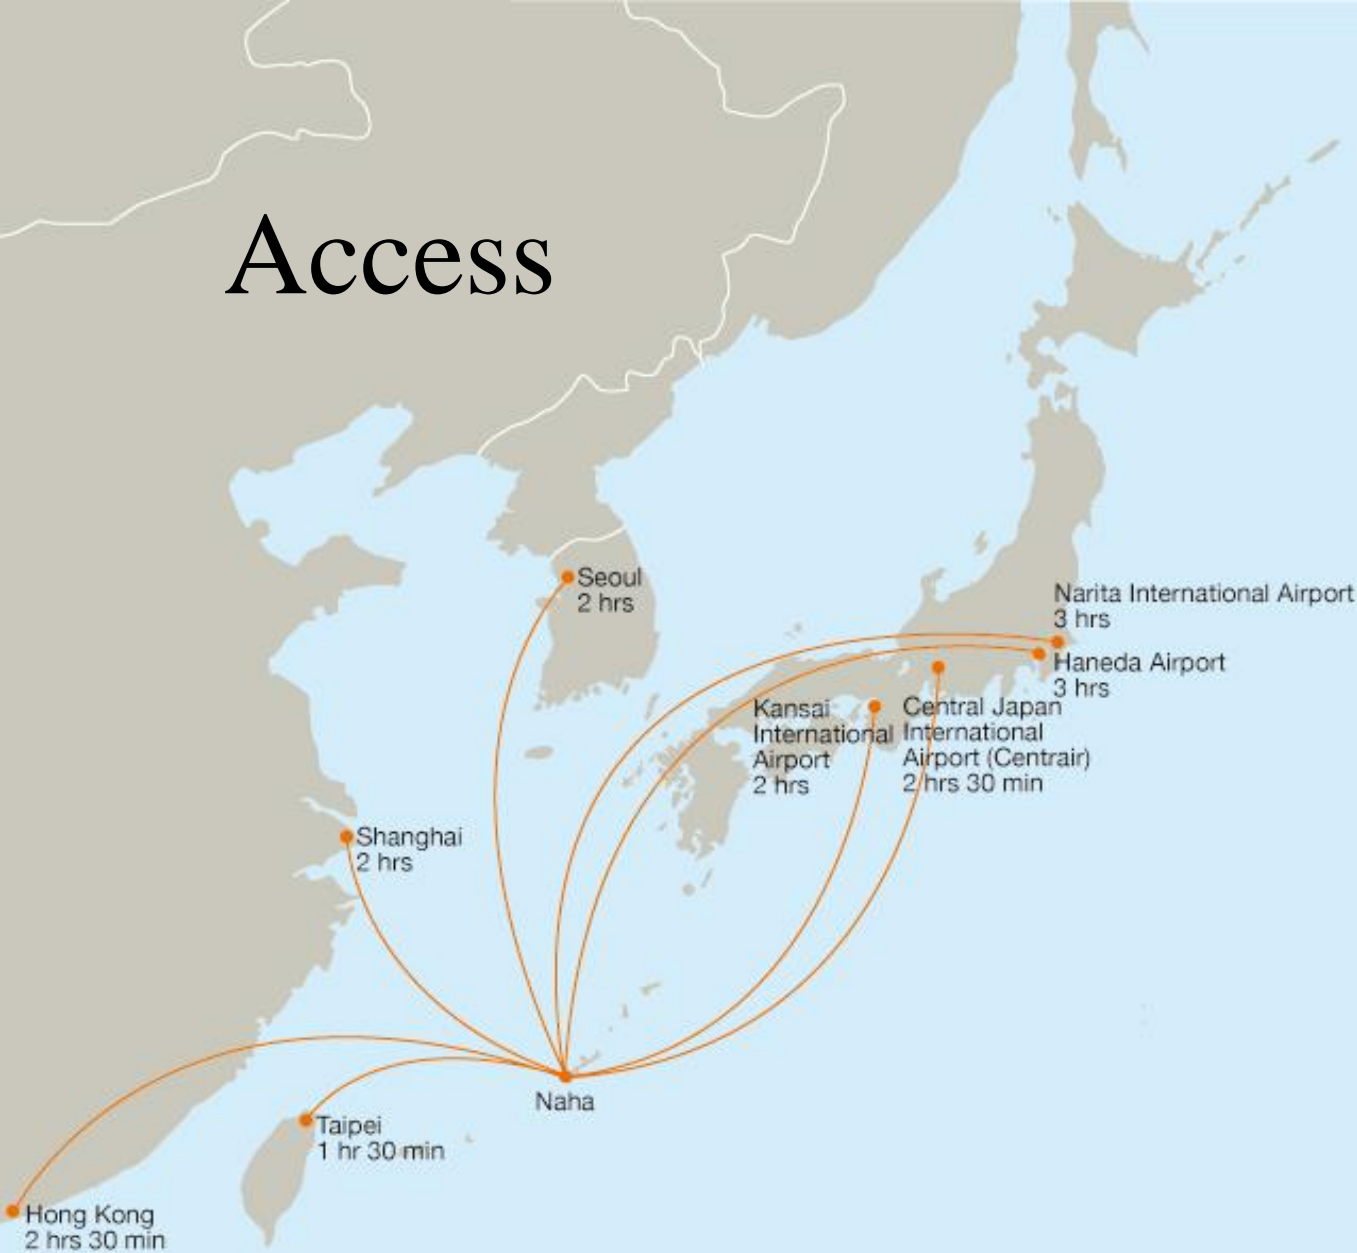 Access
Seoul
2 hrs
Narita International Airport
3 hrs
Haneda Airport
3 hrs
Kansai
International
Airport
2 hrs
Central Japan
International
Airport (Centrair)
2 hrs 30 min
Shanghai
2 hrs
Naha
Taipei
1 hr 30 min
Hong Kong
2 hrs 30 min